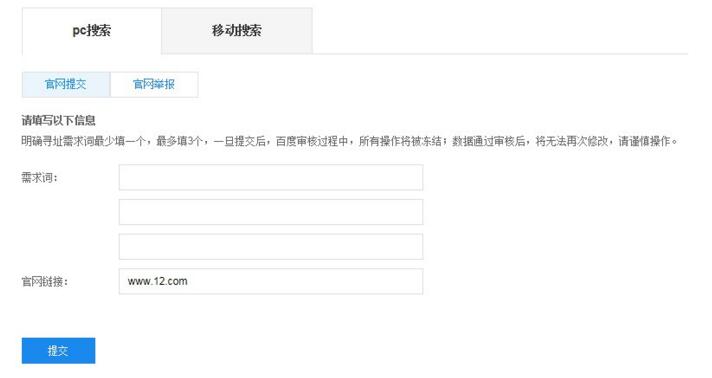 pc搜索 移动搜索
官网提交 官网举报
请填写以下信息
明确寻址需求词最少填一个，最多填3个，一旦提交后，百度审核过程中，所有操作将被冻结；数据通过审核后，将无法再次修改，请谨慎操作。
需求词：
官网链接： www.12.com
提交